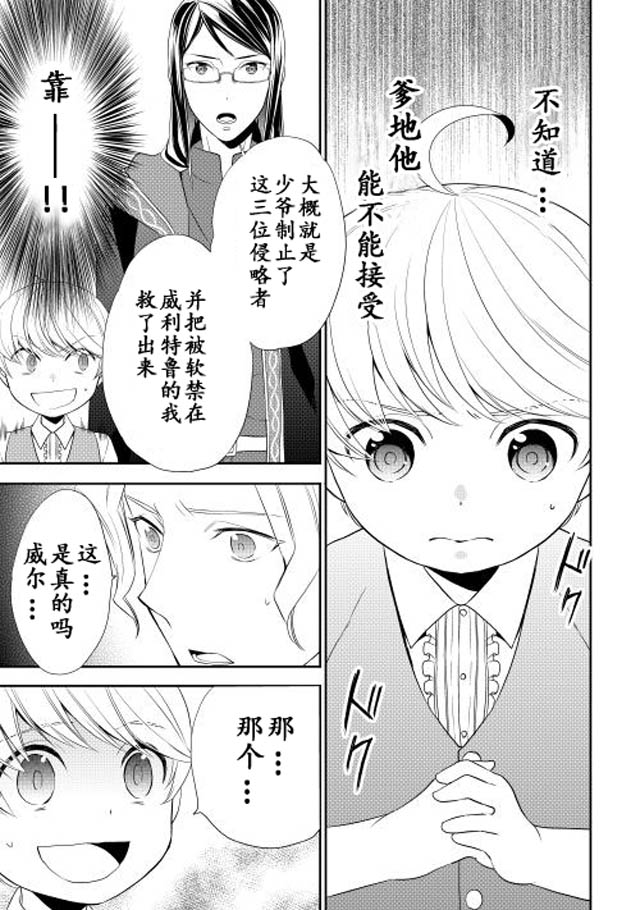 不知道…
爹地他
能不能接受
ドキ
ドキ
大概就是
少爷制止了
这三位侵略者
并把被软禁在
威利特鲁的我
救了出来
靠——!!
这…
是真的吗
威尔…
那…
那个…